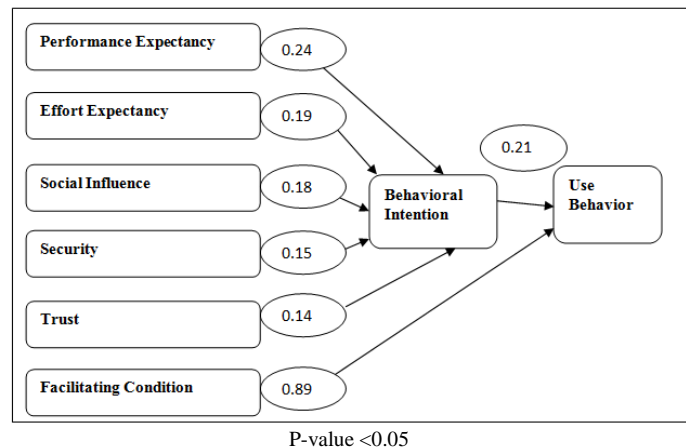 Performance Expectancy
0.24
Effort Expectancy
0.19
0.21
Social Influence
0.18
Behavioral
Intention
Use
Behavior
Security
0.15
Trust
0.14
Facilitating Condition
0.89
P-value <0.05